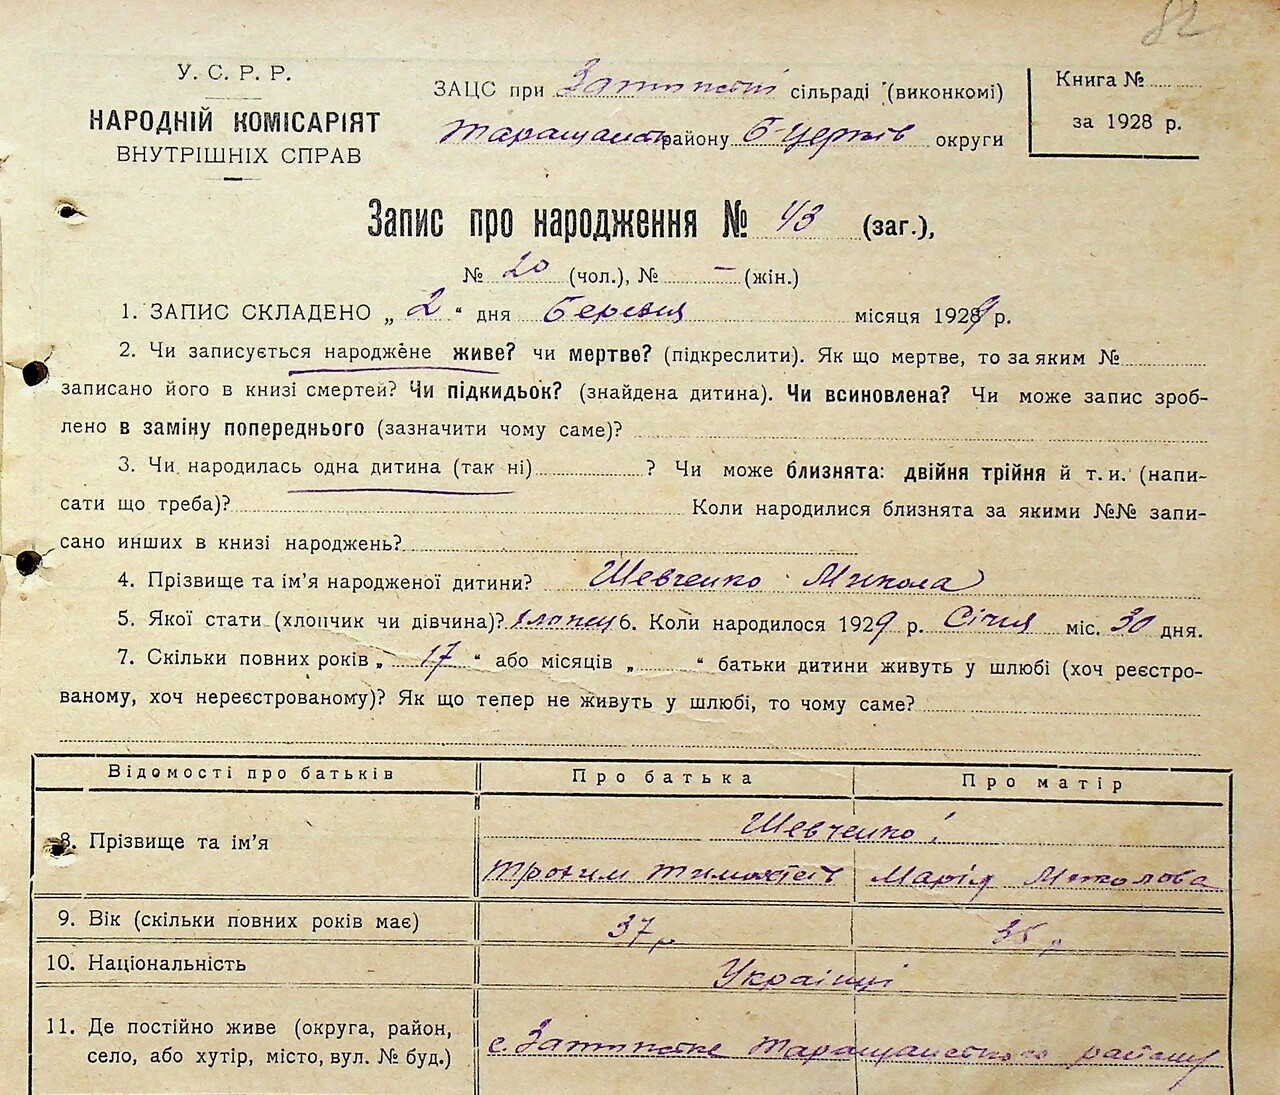 82
У. С. Р. Р.
НАРОДНІЙ КОМІСАРІЯТ
ВНУТРІШНІХ СПРАВ
ЗАЦС при сільраді (виконкомі)
Таращанськ району Б-Церків округи
Книга №
за 1928 р.
Запис про народження № 43 (заг.),
№ 20 (чол.), № – (жін.)
1. ЗАПИС СКЛАДЕНО „ 2 “ дня Березня місяця 1929 р.
2. Чи записується народжене живе? чи мертве? (підкреслити). Як що мертве, то за яким №
записано його в книзі смертей? Чи підкидьок? (знайдена дитина). Чи всиновлена? Чи може запис зроб-
лено в заміну попереднього (зазначити чому саме)?
3. Чи народилась одна дитина (так ні) ? Чи може близнята: двійня трійня й т. и. (напи-
сати що треба)? Коли народилися близнята за якими №№ запи-
сано инших в книзі народжень?
4. Прізвище та ім’я народженої дитини? Шевченко Микола
5. Якої стати (хлопчик чи дівчина)? хлопец 6. Коли народилося 1929 р. Січня міс. 30 дня.
7. Скільки повних років „ 17 “ або місяців „ “ батьки дитини живуть у шлюбі (хоч реєстро-
ваному, хоч нереєстрованому)? Як що тепер не живуть у шлюбі, то чому саме?
Відомості про батьків Про батька Про матір
8. Прізвище та ім’я Шевченко
Трохим Марія Миколова
9. Вік (скільки повних років має) 37 р. 35 р.
10. Національність Українці
11. Де постійно живе (округа, район,
село, або хутір, місто, вул. № буд.) с. Таращанського району